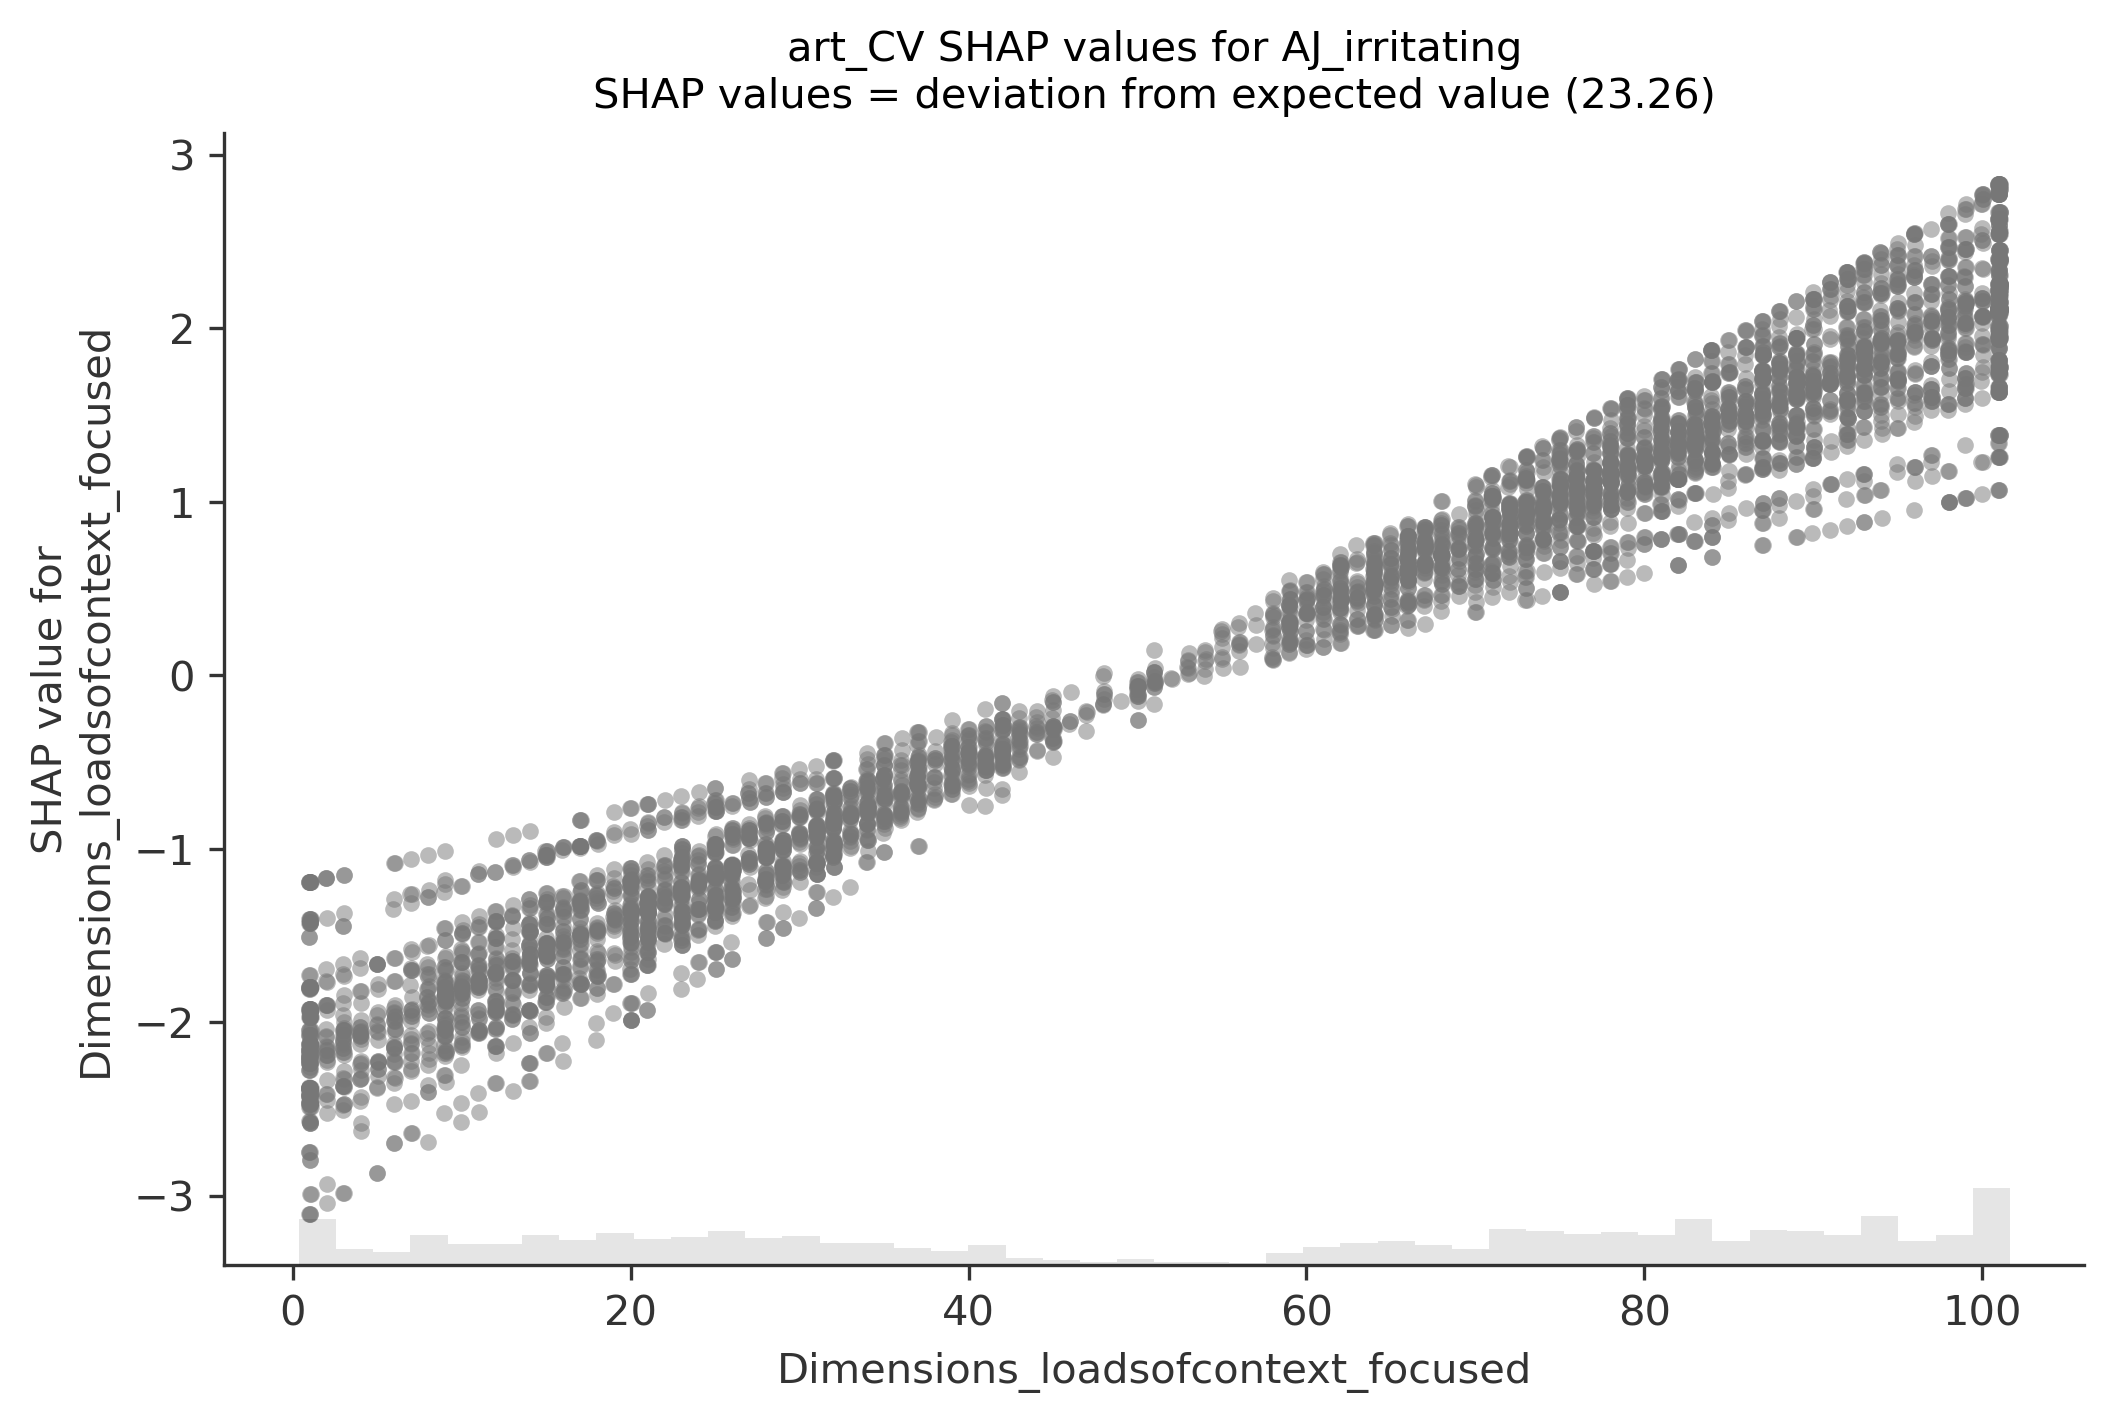 art_CV SHAP values for AJ_irritating
SHAP values = deviation from expected value (23.26)
SHAP value for
Dimensions_loadsofcontext_focused
3
2
1
0
−1
−2
−3
0
20
40
60
80
100
Dimensions_loadsofcontext_focused